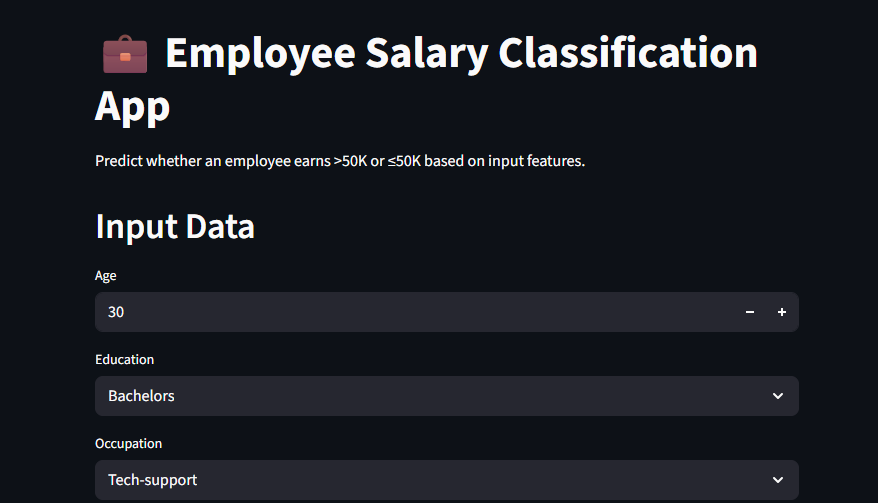 Employee Salary Classification
App
Predict whether an employee earns >50K or ≤50K based on input features.
Input Data
Age
30
Education
Bachelors
Occupation
Tech-support